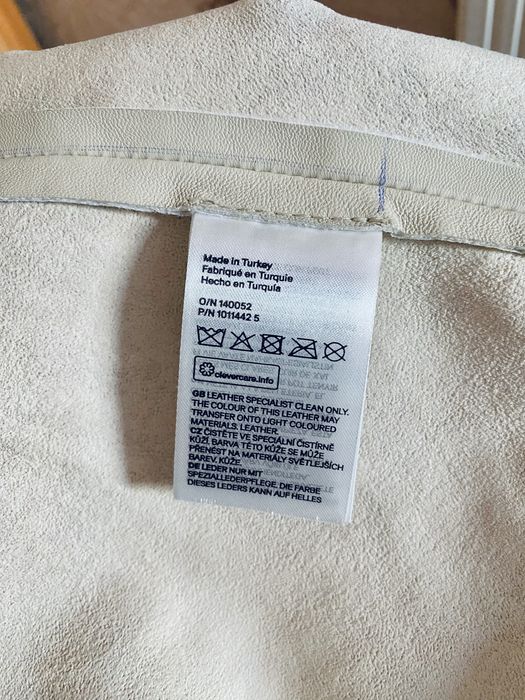 Made in Turkey
Fabriqué en Turquie
Hecho en Turquía
O/N 140052
P/N 1011442 5
clevercare.info
GB LEATHER SPECIALIST CLEAN ONLY.
THE COLOUR OF THIS LEATHER MAY
TRANSFER ONTO LIGHT COLOURED
MATERIALS. LEATHER.
CZ ČISTĚTE VE SPECIÁLNÍ ČISTÍRNĚ
KŮŽÍ. BARVA TÉTO KŮŽE SE MŮŽE
PŘENÉST NA MATERIÁLY SVĚTLEJŠÍCH
BAREV. KŮŽE.
DE LEDER NUR MIT
SPEZIALLEDERPFLEGE. DIE FARBE
DIESES LEDERS KANN AUF HELLES